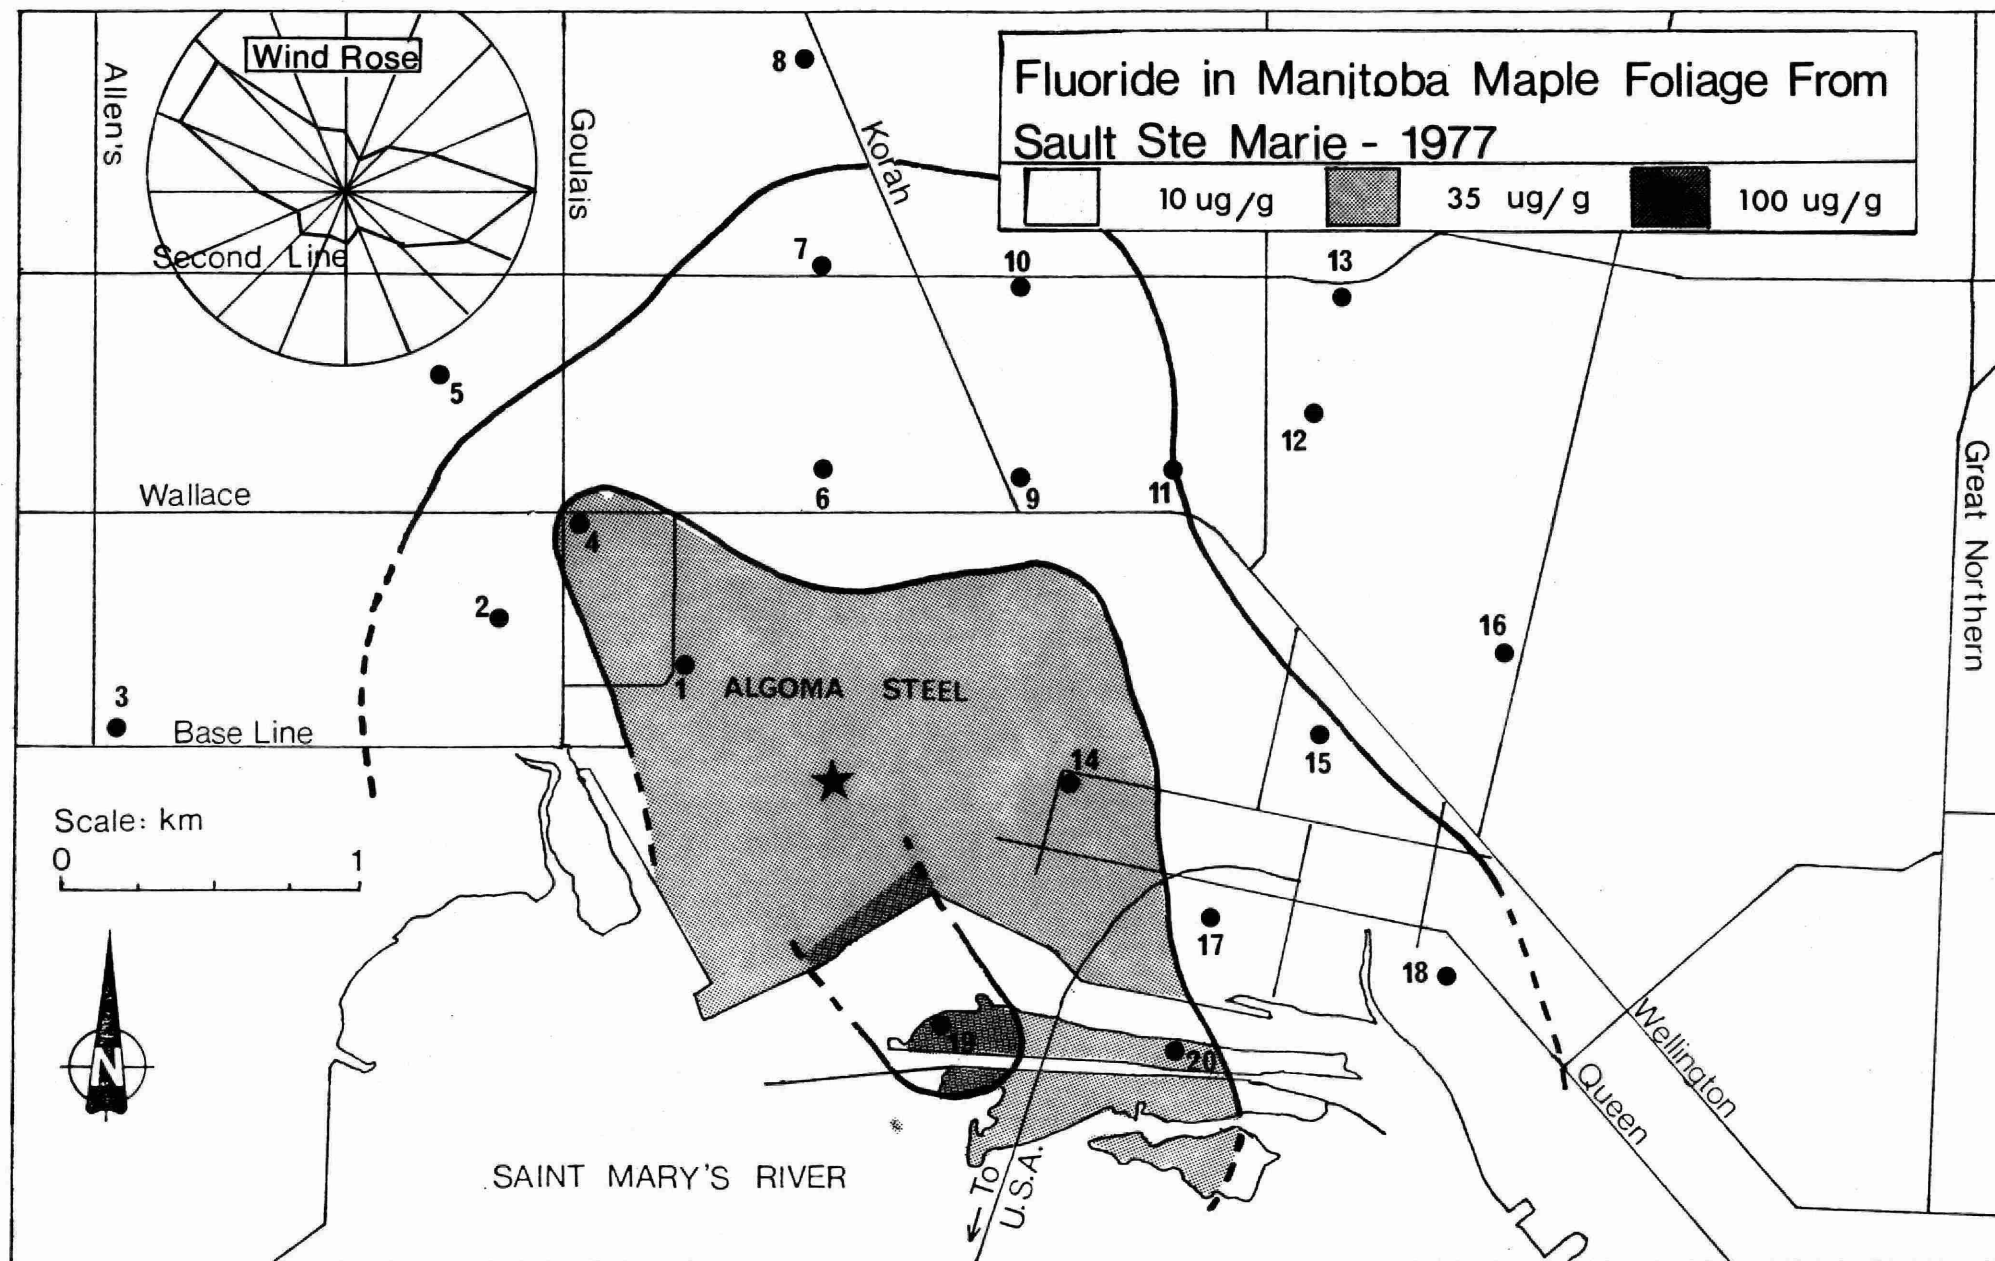 Wind Rose
Fluoride in Manitoba Maple Foliage From
Sault Ste Marie - 1977
10 ug/g 35 ug/g 100 ug/g
Allen's
Goulais
Korah
8
Second Line
7
10
13
5
12
Wallace
6
9
11
4
Great Northern
2
16
3
1
ALGOMA STEEL
Base Line
15
14
Scale: km
0 1
17
18
19
20
N
Wellington
Queen
SAINT MARY'S RIVER
← To
U.S.A.